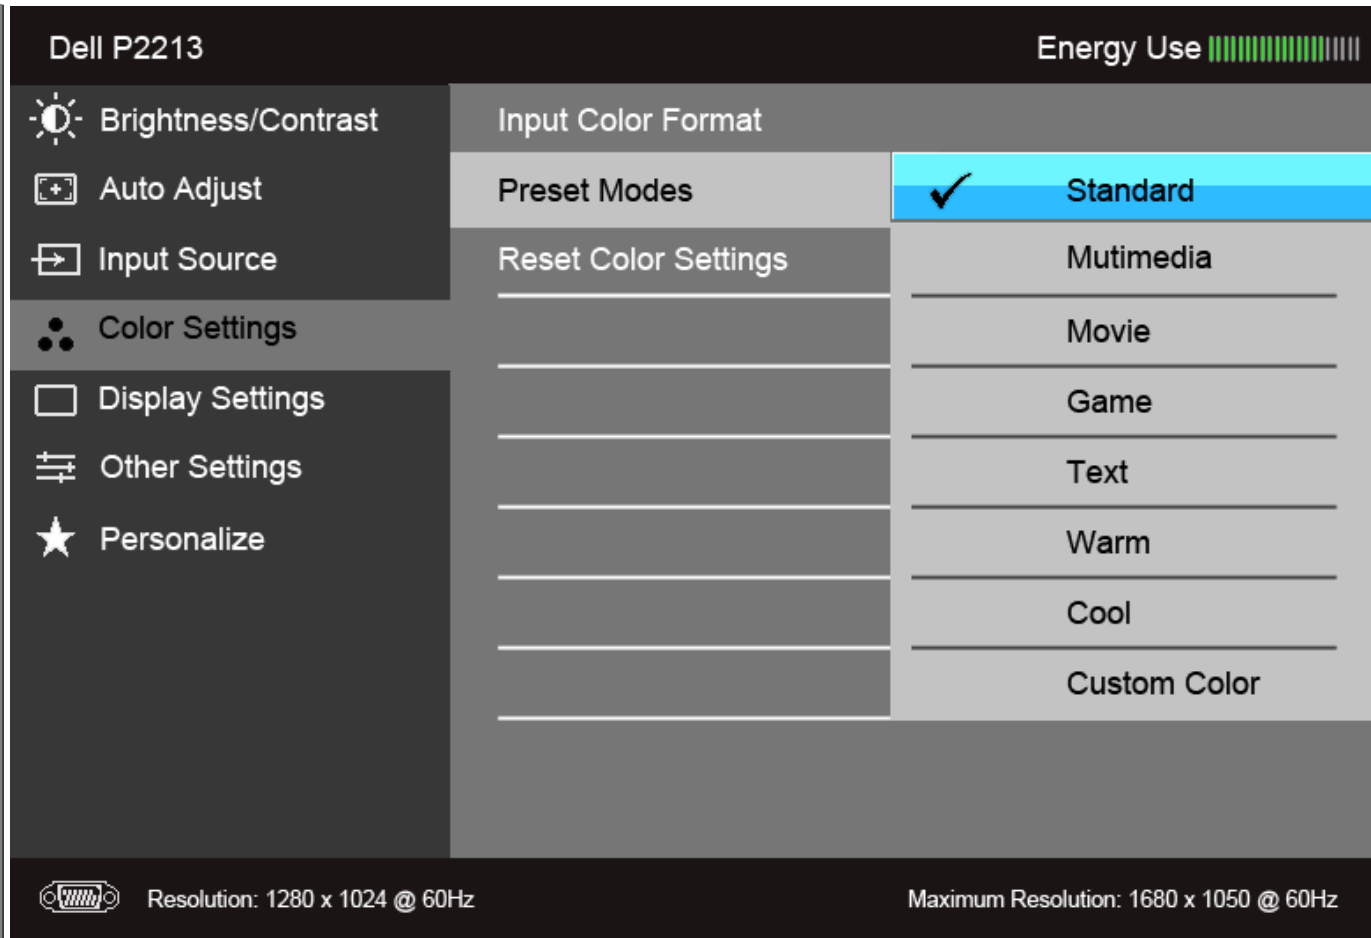 Dell P2213
Energy Use
Brightness/Contrast
Auto Adjust
Input Source
Color Settings
Display Settings
Other Settings
Personalize
Input Color Format
Preset Modes
Reset Color Settings
Standard
Mutimedia
Movie
Game
Text
Warm
Cool
Custom Color
Resolution: 1280 x 1024 @ 60Hz
Maximum Resolution: 1680 x 1050 @ 60Hz